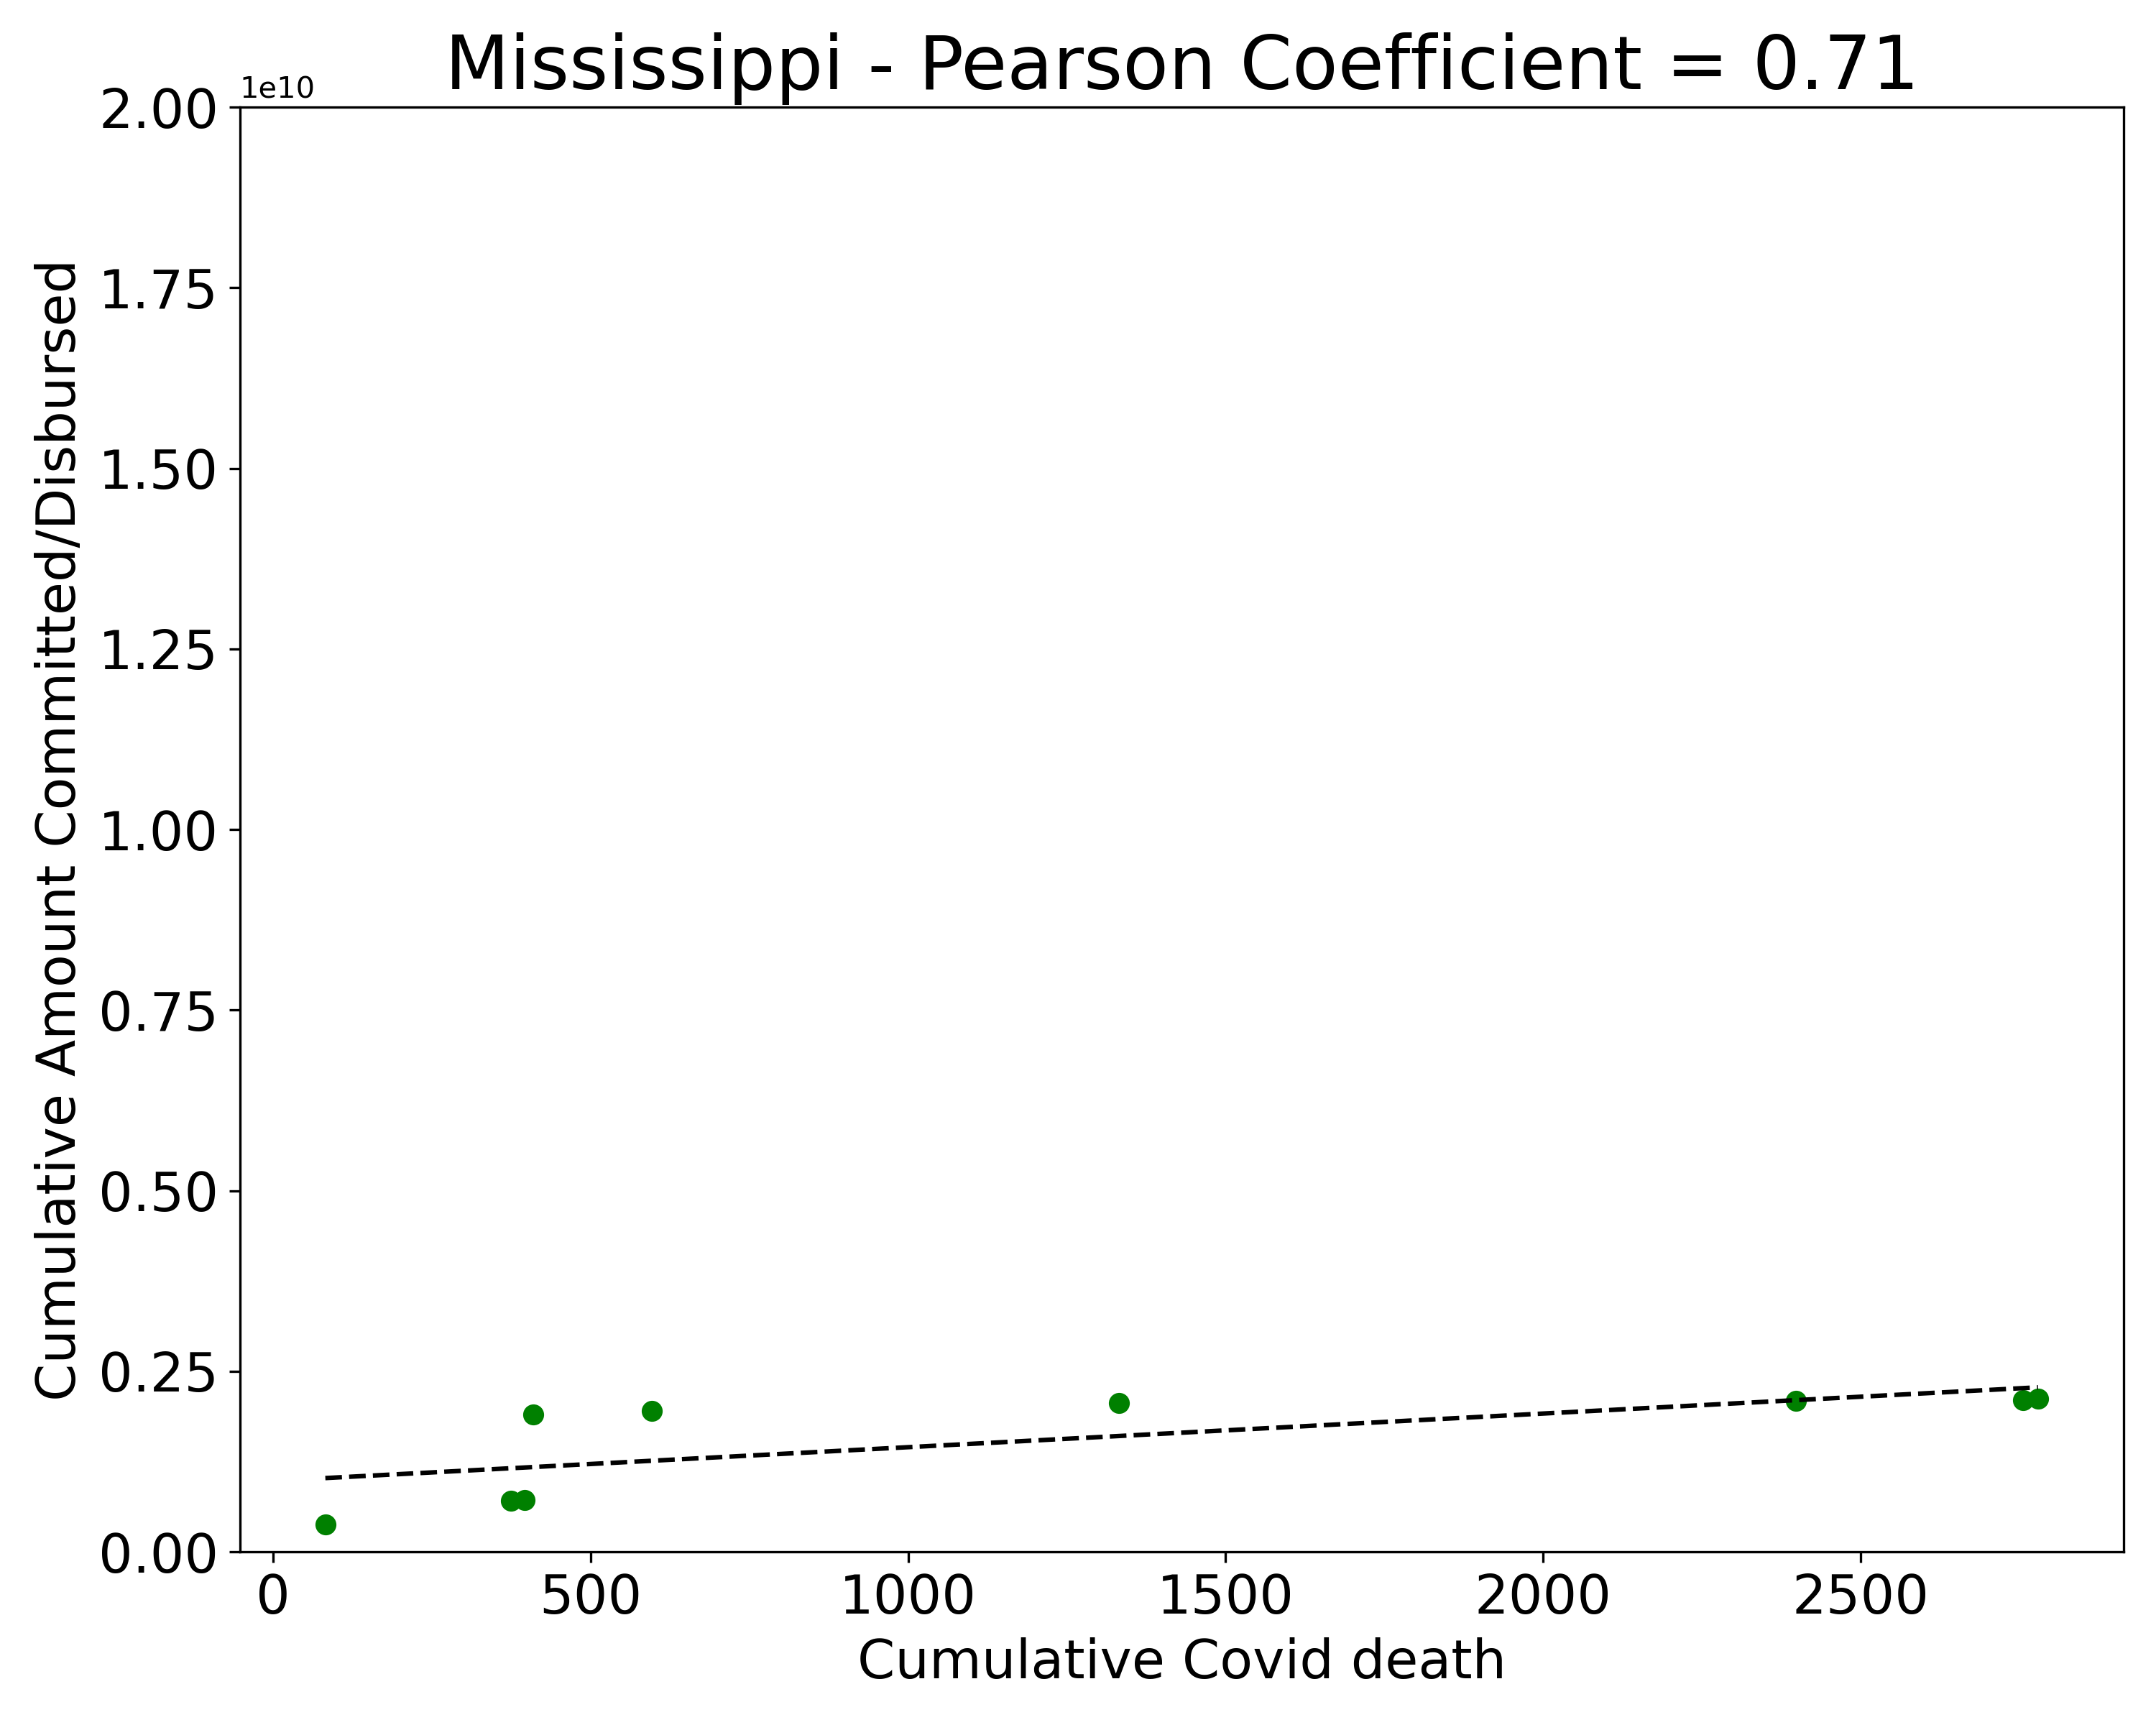 Mississippi - Pearson Coefficient = 0.71
1e10
2.00
1.75
1.50
1.25
1.00
0.75
0.50
0.25
0.00
Cumulative Amount Committed/Disbursed
0 500 1000 1500 2000 2500
Cumulative Covid death